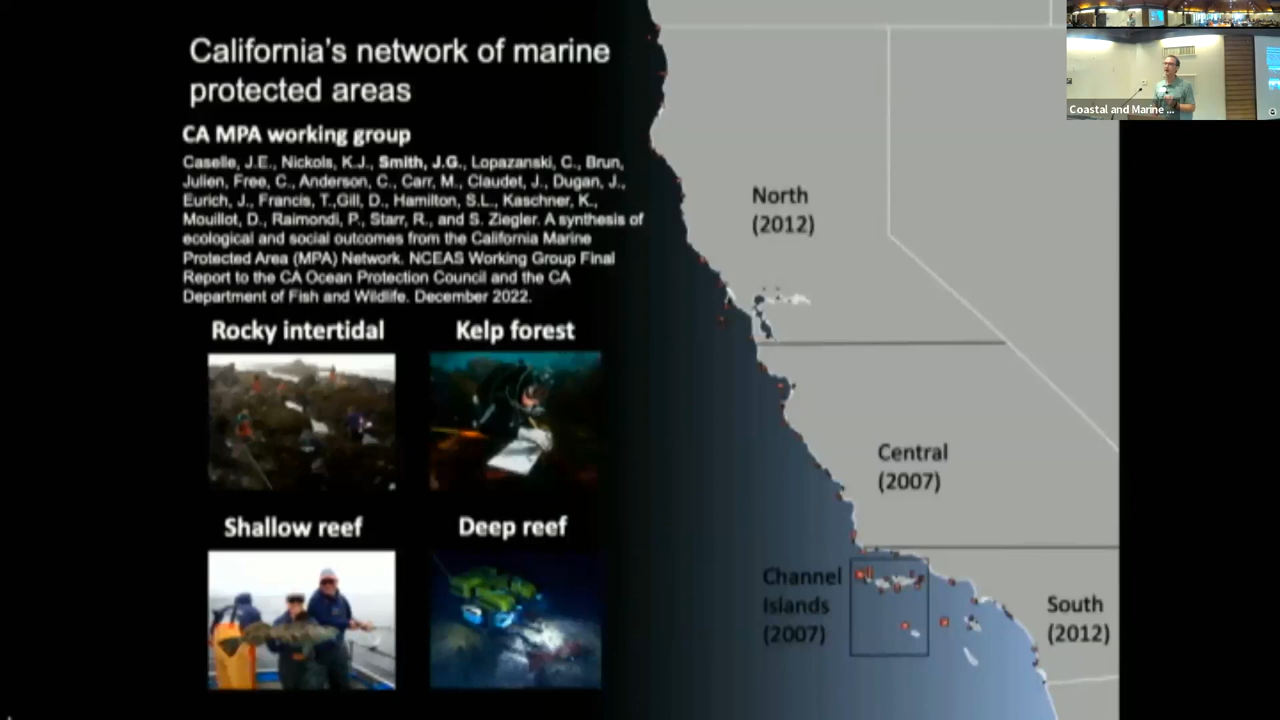 California's network of marine
protected areas
CA MPA working group
Caselle, J.E., Nickols, K.J., Smith, J.G., Lopazanski, C., Brun,
Julien, Free, C., Anderson, C., Carr, M., Claudet, J., Dugan, J.,
Eurich, J., Francis, T.,Gill, D., Hamilton, S.L., Kaschner, K.,
Mouillot, D., Raimondi, P., Starr, R., and S. Ziegler. A synthesis of
ecological and social outcomes from the California Marine
Protected Area (MPA) Network. NCEAS Working Group Final
Report to the CA Ocean Protection Council and the CA
Department of Fish and Wildlife. December 2022.
Rocky intertidal
Kelp forest
Shallow reef
Deep reef
North
(2012)
Central
(2007)
Channel
Islands
(2007)
South
(2012)
Coastal and Marine ...